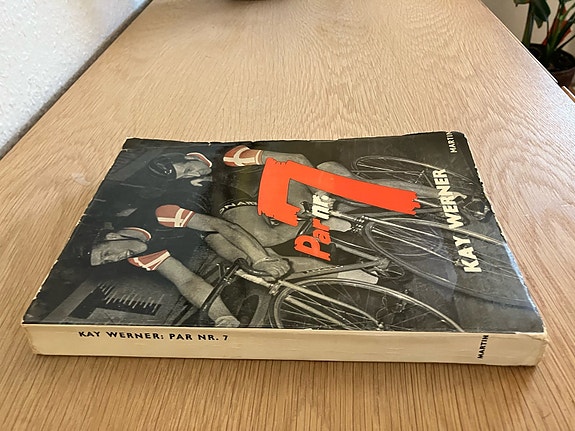 7
Par nr.
KAY WERNER
MARTIN
KAY WERNER: PAR NR. 7
MARTIN